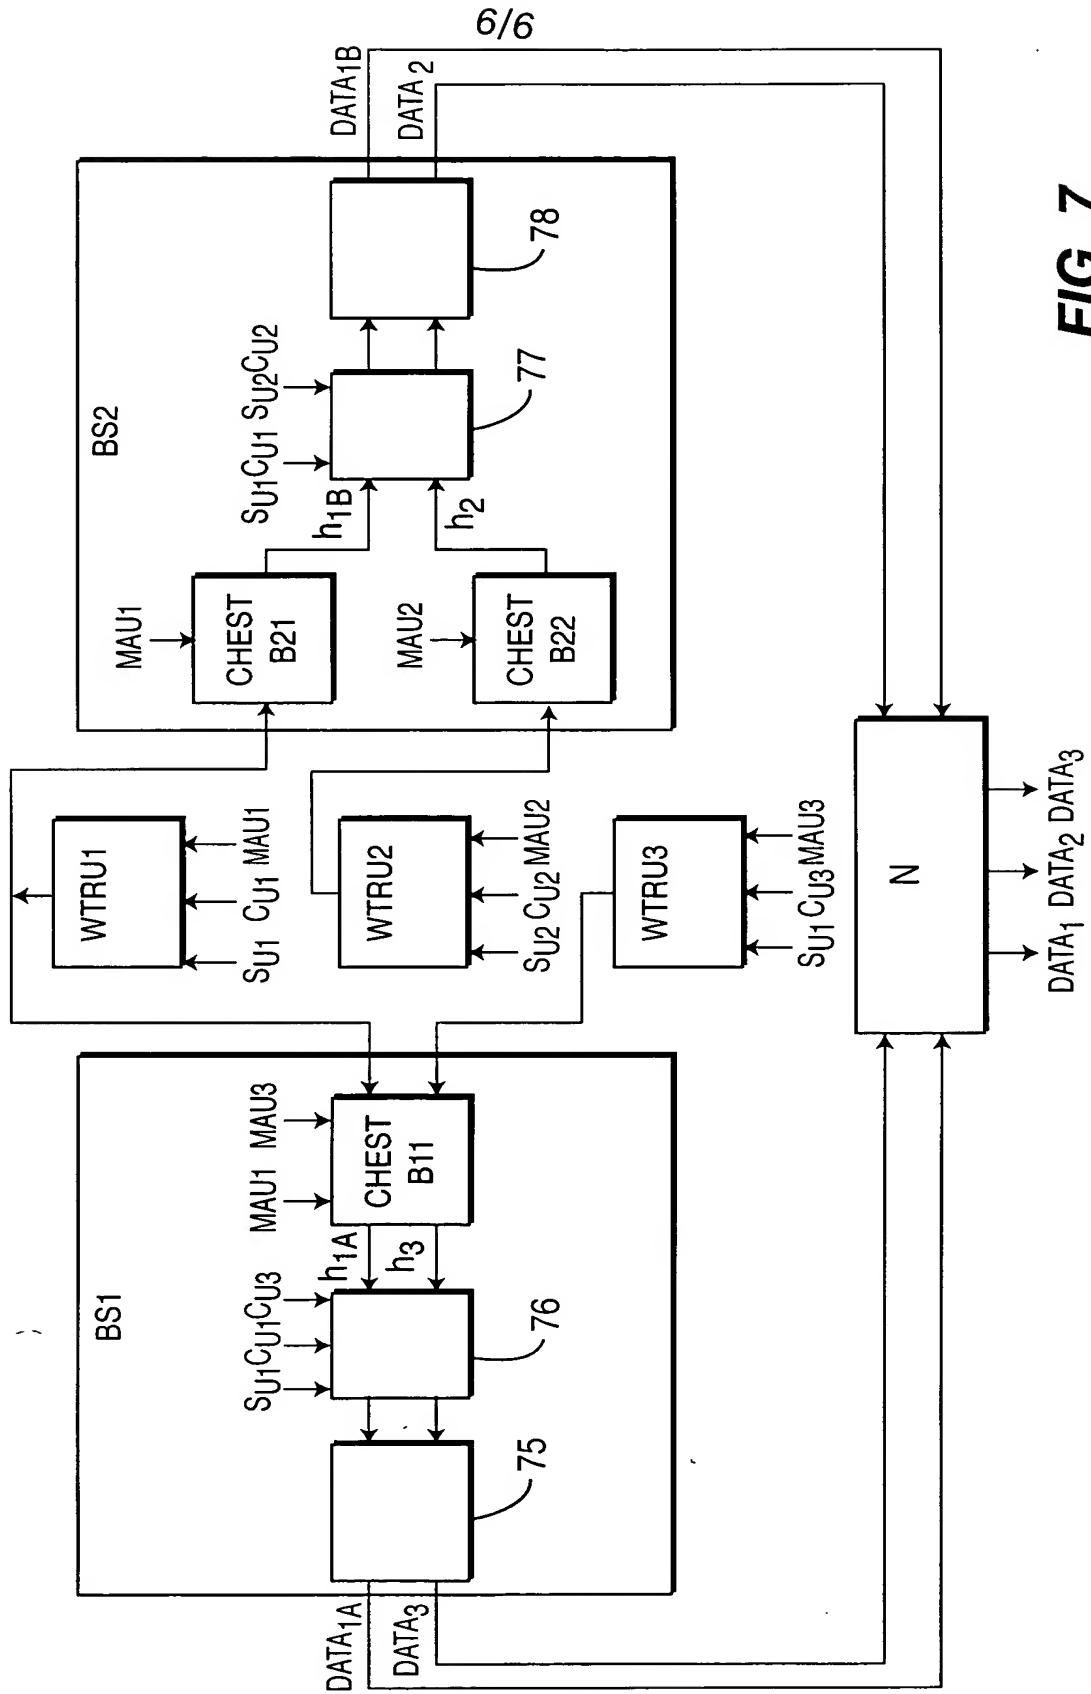 9/9
BS1
SU1CU1CU3
MAU1 MAU3
h1A
h3
CHEST
B11
75
76
DATA1A
DATA3
WTRU1
SU1 CU1 MAU1
WTRU2
SU2 CU2 MAU2
WTRU3
SU1 CU3 MAU3
BS2
MAU1
CHEST
B21
MAU2
CHEST
B22
h1B
h2
SU1CU1 SU2CU2
77
78
DATA1B
DATA2
N
DATA1 DATA2 DATA3
FIG. 7